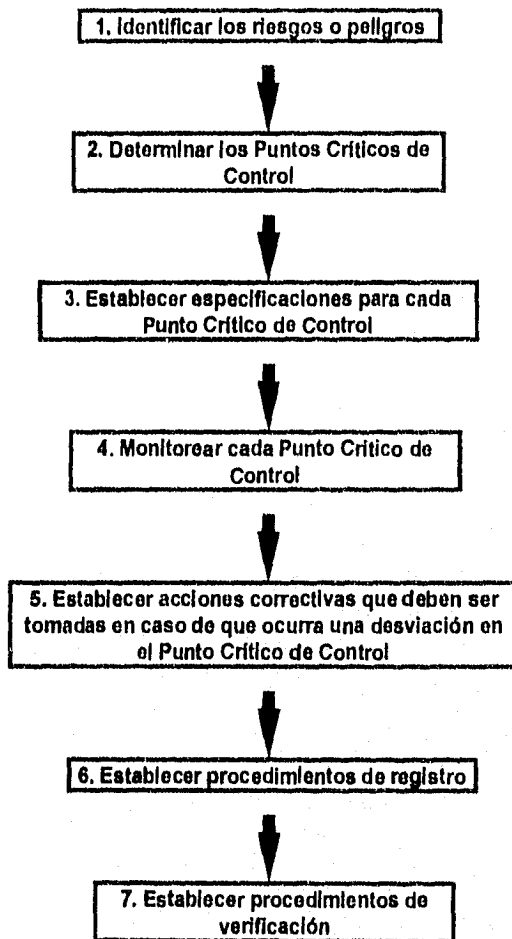 1. Identificar los riesgos o peligros
2. Determinar los Puntos Críticos de
Control
3. Establecer especificaciones para cada
Punto Crítico de Control
4. Monitorear cada Punto Crítico de
Control
5. Establecer acciones correctivas que deben ser
tomadas en caso de que ocurra una desviación en
el Punto Crítico de Control
6. Establecer procedimientos de registro
7. Establecer procedimientos de
verificación